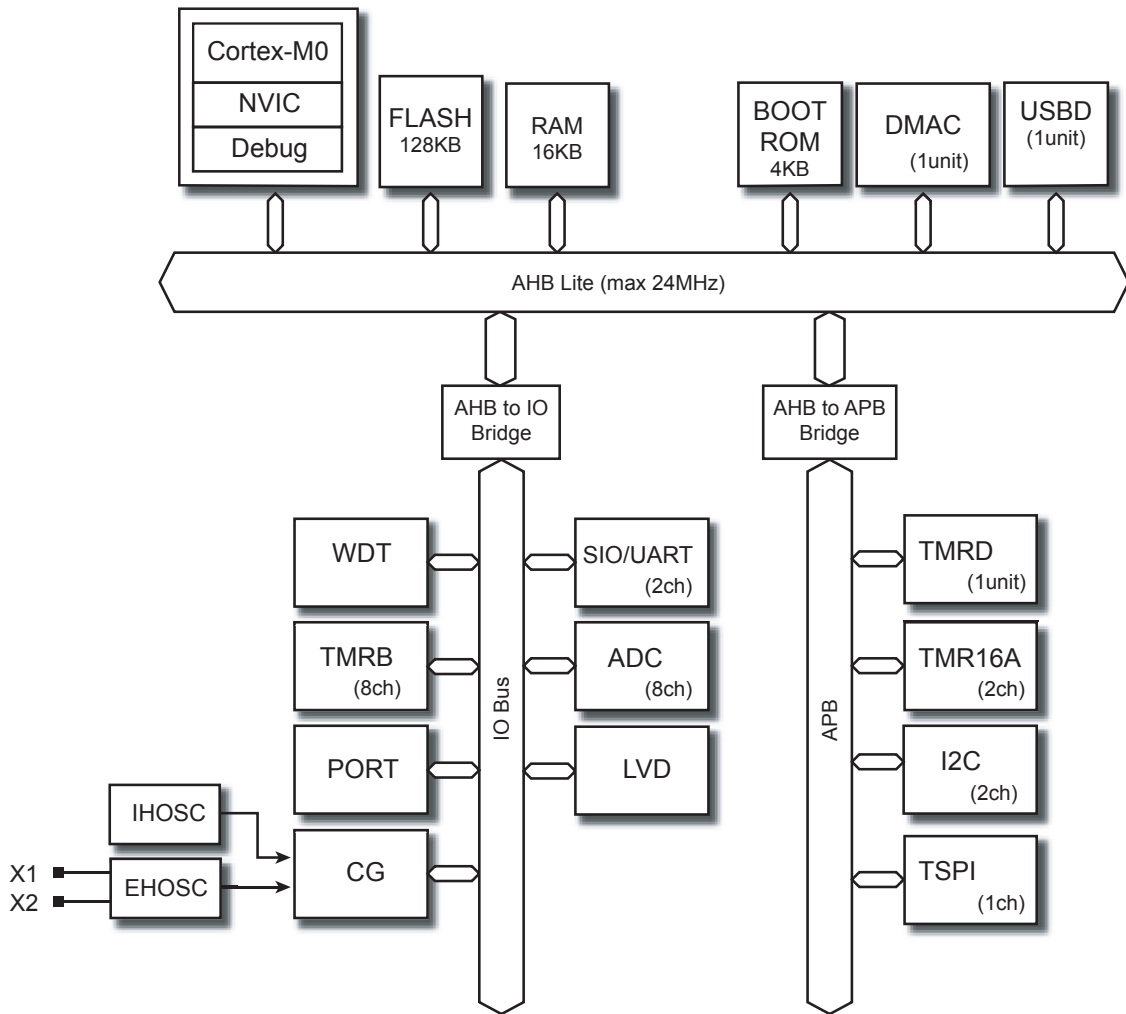 Cortex-M0
NVIC
Debug
FLASH
128KB
RAM
16KB
BOOT
ROM
4KB
DMAC
(1unit)
USBD
(1unit)
AHB Lite (max 24MHz)
AHB to IO
Bridge
AHB to APB
Bridge
WDT
SIO/UART
(2ch)
TMRB
(8ch)
ADC
(8ch)
PORT
LVD
IO Bus
IHOSC
X1
X2
EHOSC
CG
APB
TMRD
(1unit)
TMR16A
(2ch)
I2C
(2ch)
TSPI
(1ch)